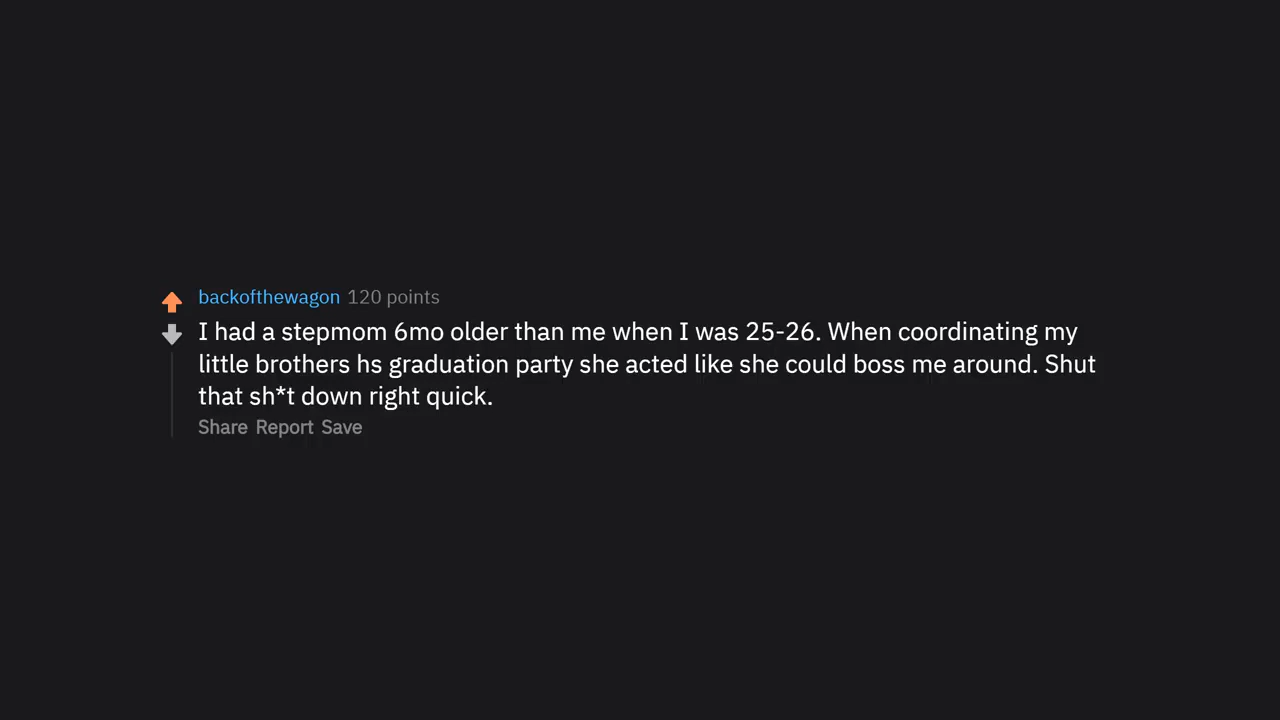 backofthewagon 120 points
I had a stepmom 6mo older than me when I was 25-26. When coordinating my
little brothers hs graduation party she acted like she could boss me around. Shut
that sh*t down right quick.
Share Report Save